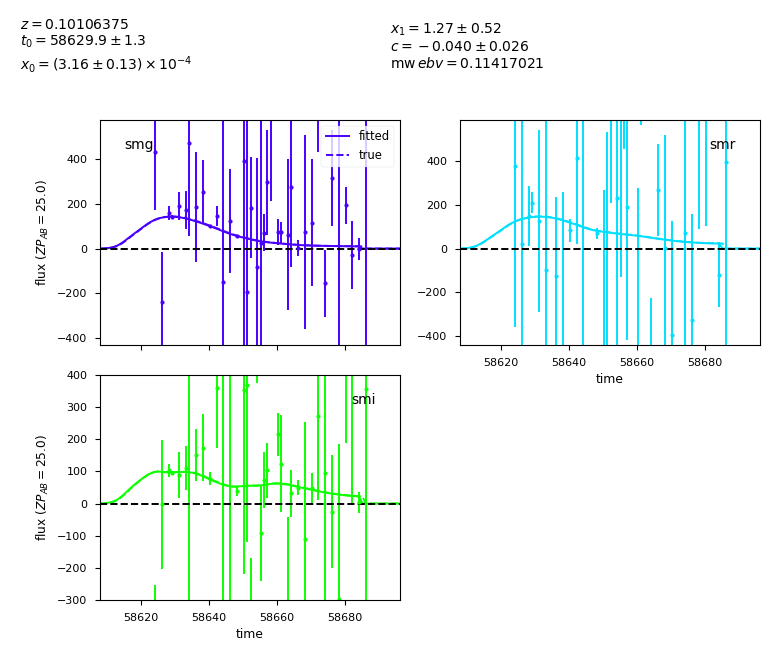 z = 0.10106375
t₀ = 58629.9 ± 1.3
x₀ = (3.16 ± 0.13) × 10⁻⁴
x₁ = 1.27 ± 0.52
c = −0.040 ± 0.026
mw ebv = 0.11417021
smg
fitted
true
400
200
0
−200
−400
flux (ZP_AB = 25.0)
smr
400
200
0
−200
−400
58620 58640 58660 58680
time
smi
400
300
200
100
0
−100
−200
−300
flux (ZP_AB = 25.0)
58620 58640 58660 58680
time